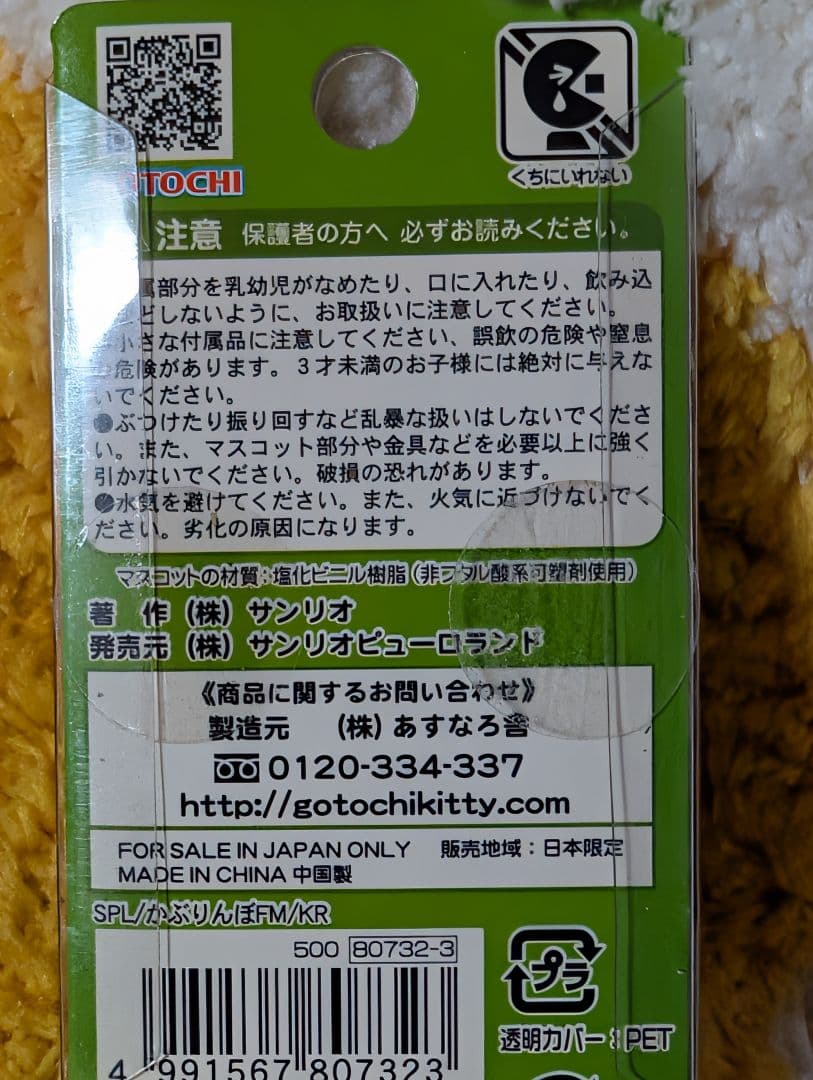 OTOCHI
くちにいれない
注意 保護者の方へ 必ずお読みください。
属部分を乳幼児がなめたり、口に入れたり、飲み込
どしないように、お取扱いに注意してください。
小さな付属品に注意してください、誤飲の危険や窒息
危険があります。3才未満のお子様には絶対に与えな
いでください。
●ぶつけたり振り回すなど乱暴な扱いはしないでくださ
い。また、マスコット部分や金具などを必要以上に強く
引かないでください。破損の恐れがあります。
●水気を避けてください。また、火気に近づけないでく
ださい。劣化の原因になります。
マスコットの材質:塩化ビニル樹脂(非フタル酸系可塑剤使用)
著 作 (株) サンリオ
発売元 (株) サンリオピューロランド
《商品に関するお問い合わせ》
製造元 (株) あすなろ舎
0120-334-337
http://gotochikitty.com
FOR SALE IN JAPAN ONLY 販売地域:日本限定
MADE IN CHINA 中国製
SPL/かぶりんぼFM/KR
500 80732-3
4 991567 807323
プラ
透明カバー:PET